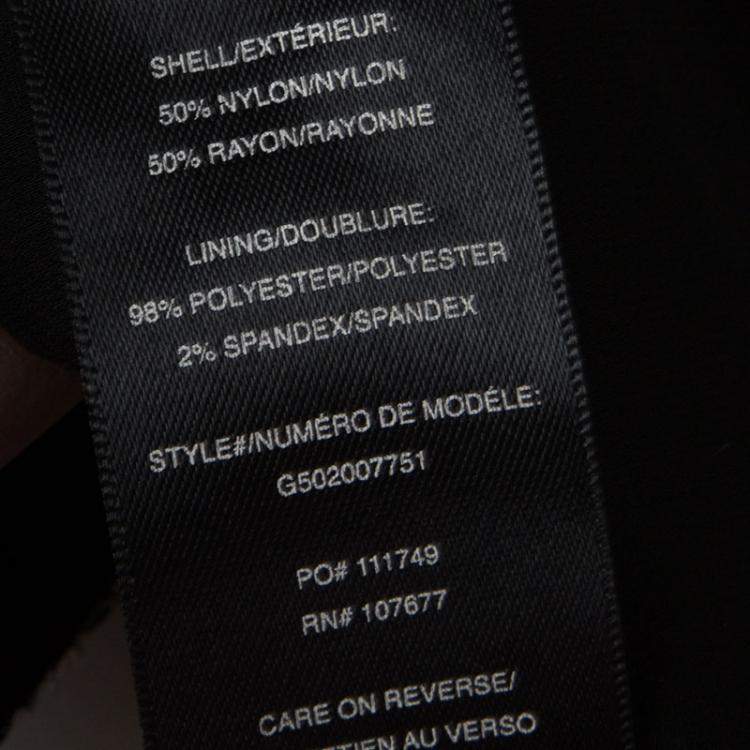 SHELL/EXTÉRIEUR:
50% NYLON/NYLON
50% RAYON/RAYONNE
LINING/DOUBLURE:
98% POLYESTER/POLYESTER
2% SPANDEX/SPANDEX
STYLE#/NUMÉRO DE MODÉLE:
G502007751
PO# 111749
RN# 107677
CARE ON REVERSE/
AU VERSO